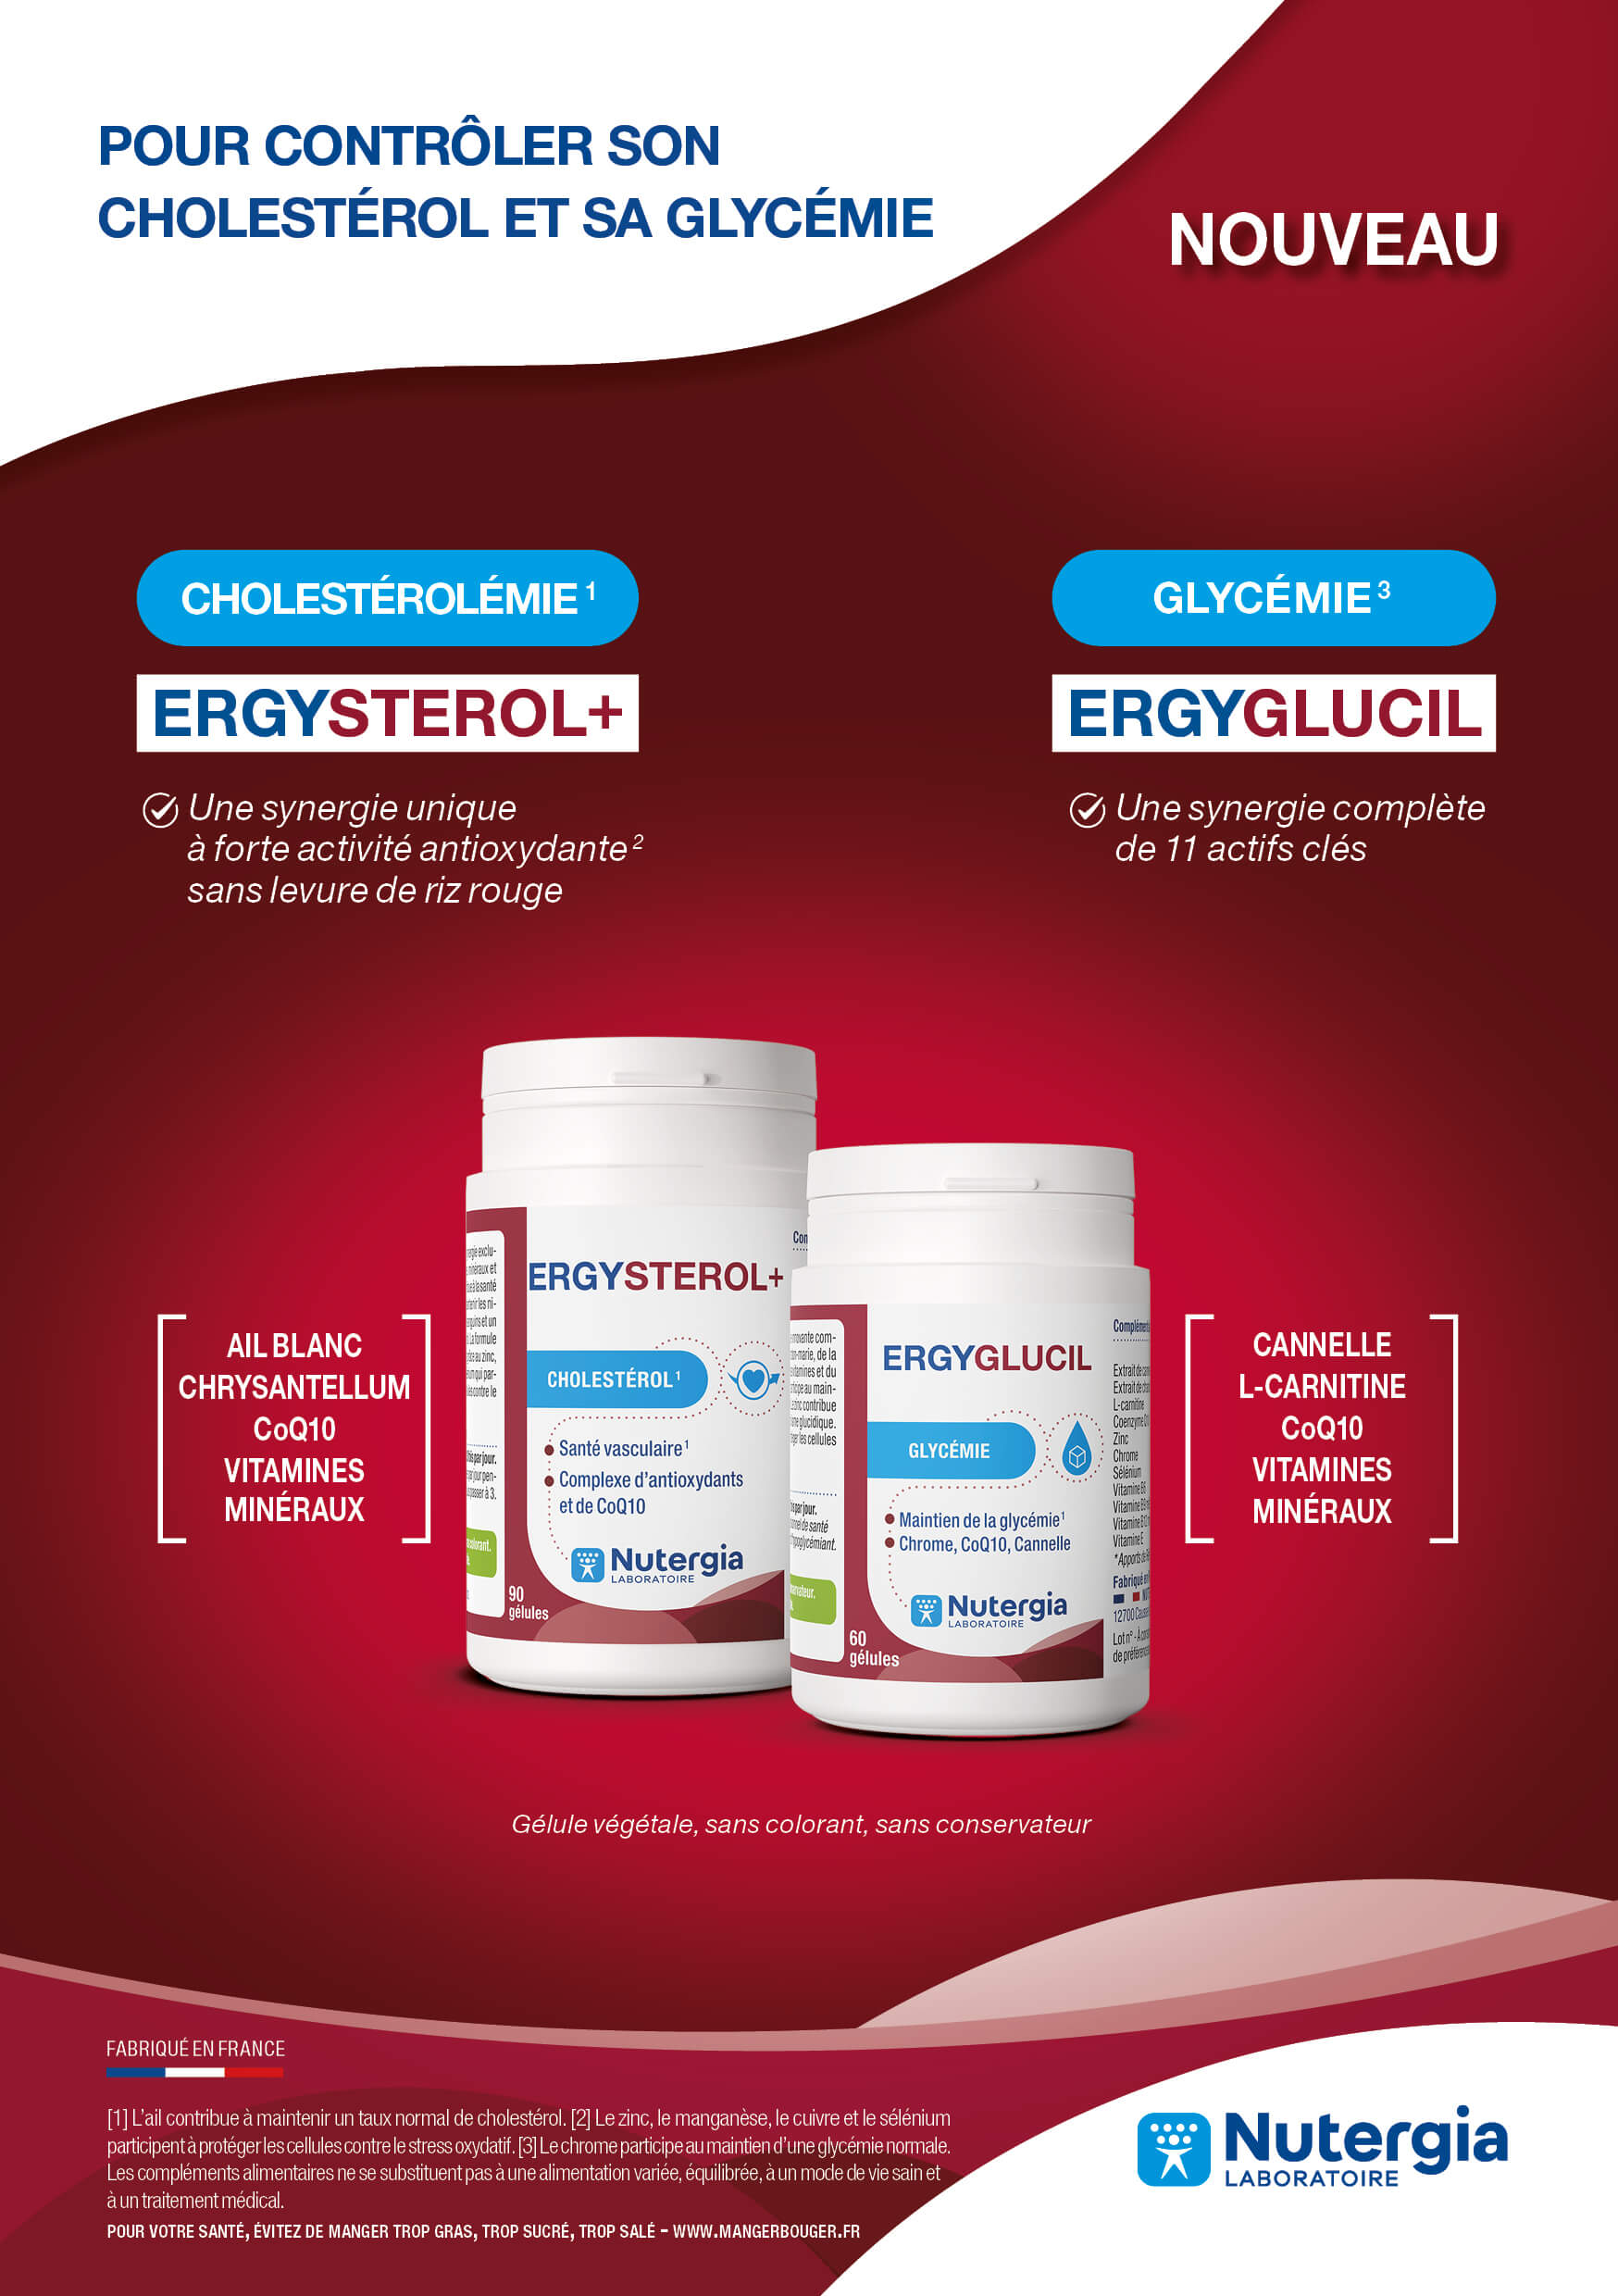 POUR CONTRÔLER SON
CHOLESTÉROL ET SA GLYCÉMIE
NOUVEAU
CHOLESTÉROLÉMIE 1
ERGYSTEROL+
Une synergie unique
à forte activité antioxydante 2
sans levure de riz rouge
GLYCÉMIE 3
ERGYGLUCIL
Une synergie complète
de 11 actifs clés
AIL BLANC
CHRYSANTELLUM
CoQ10
VITAMINES
MINÉRAUX
ERGYSTEROL+
CHOLESTÉROL 1
Santé vasculaire 1
Complexe d'antioxydants
et de CoQ10
Nutergia
LABORATOIRE
90
gélules
ERGYGLUCIL
GLYCÉMIE
Maintien de la glycémie 1
Chrome, CoQ10, Cannelle
Nutergia
LABORATOIRE
60
gélules
L-carnitine
Zinc
Chrome
Sélénium
Vitamine E
CANNELLE
L-CARNITINE
CoQ10
VITAMINES
MINÉRAUX
Gélule végétale, sans colorant, sans conservateur
FABRIQUÉ EN FRANCE
[1] L'ail contribue à maintenir un taux normal de cholestérol. [2] Le zinc, le manganèse, le cuivre et le sélénium
participent à protéger les cellules contre le stress oxydatif. [3] Le chrome participe au maintien d'une glycémie normale.
Les compléments alimentaires ne se substituent pas à une alimentation variée, équilibrée, à un mode de vie sain et
à un traitement médical.
POUR VOTRE SANTÉ, ÉVITEZ DE MANGER TROP GRAS, TROP SUCRÉ, TROP SALÉ - WWW.MANGERBOUGER.FR
Nutergia
LABORATOIRE